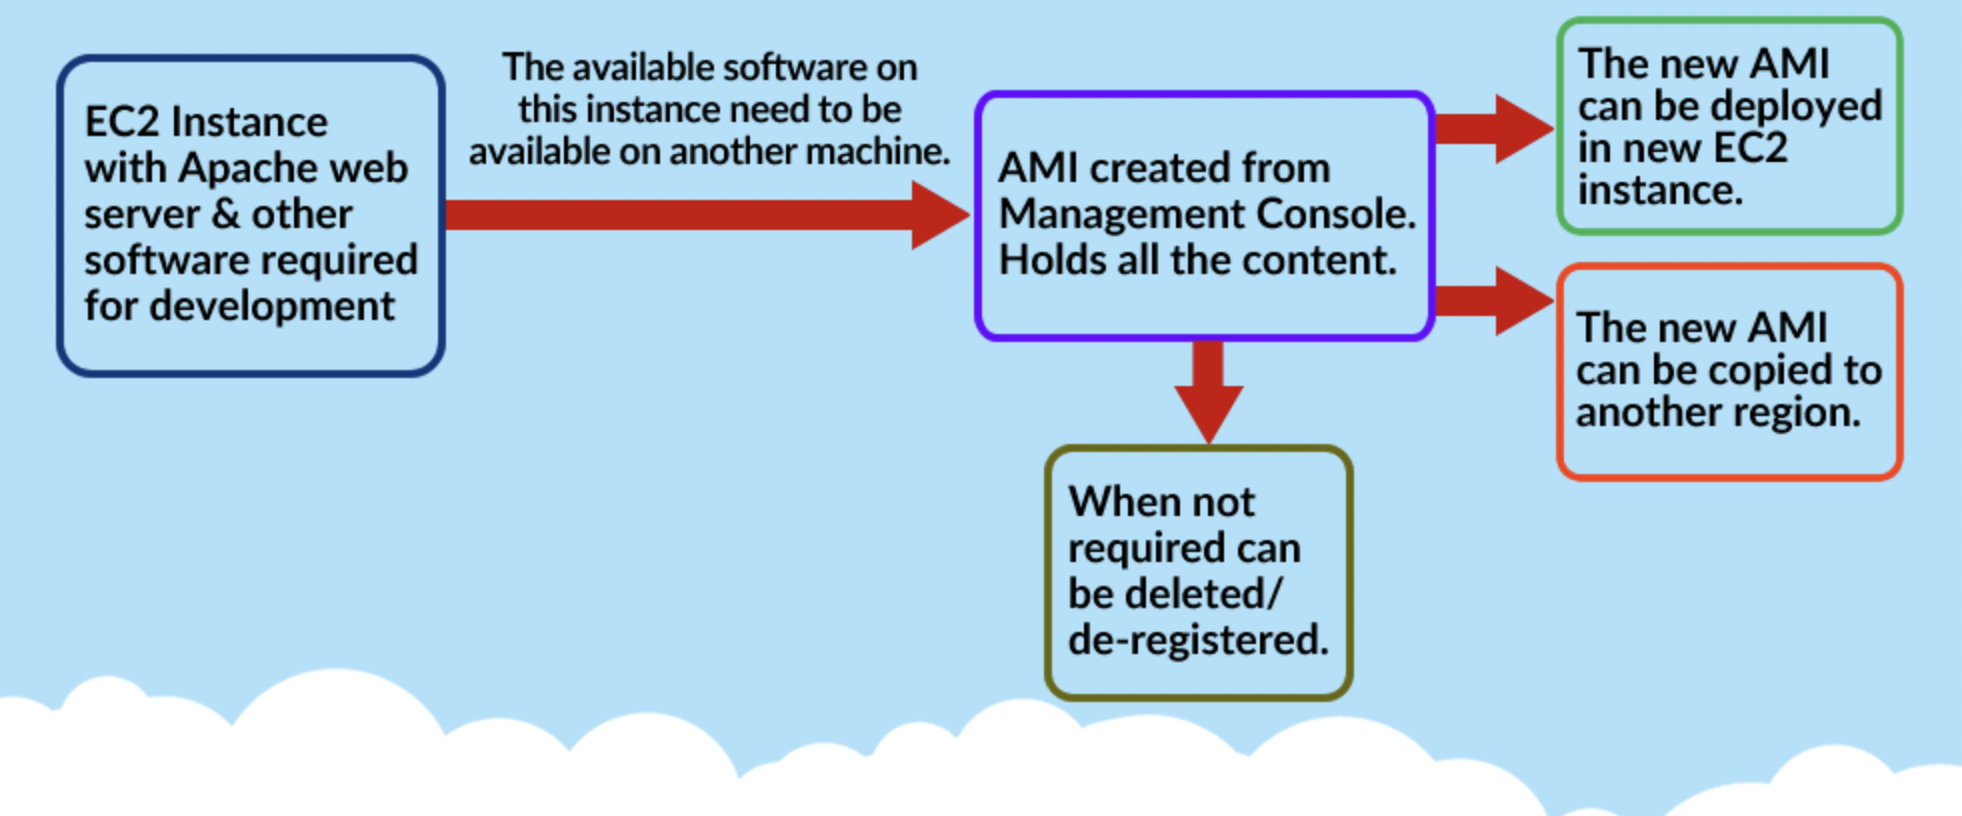 EC2 Instance
with Apache web
server & other
software required
for development
The available software on
this instance need to be
available on another machine.
AMI created from
Management Console.
Holds all the content.
The new AMI
can be deployed
in new EC2
instance.
The new AMI
can be copied to
another region.
When not
required can
be deleted/
de-registered.